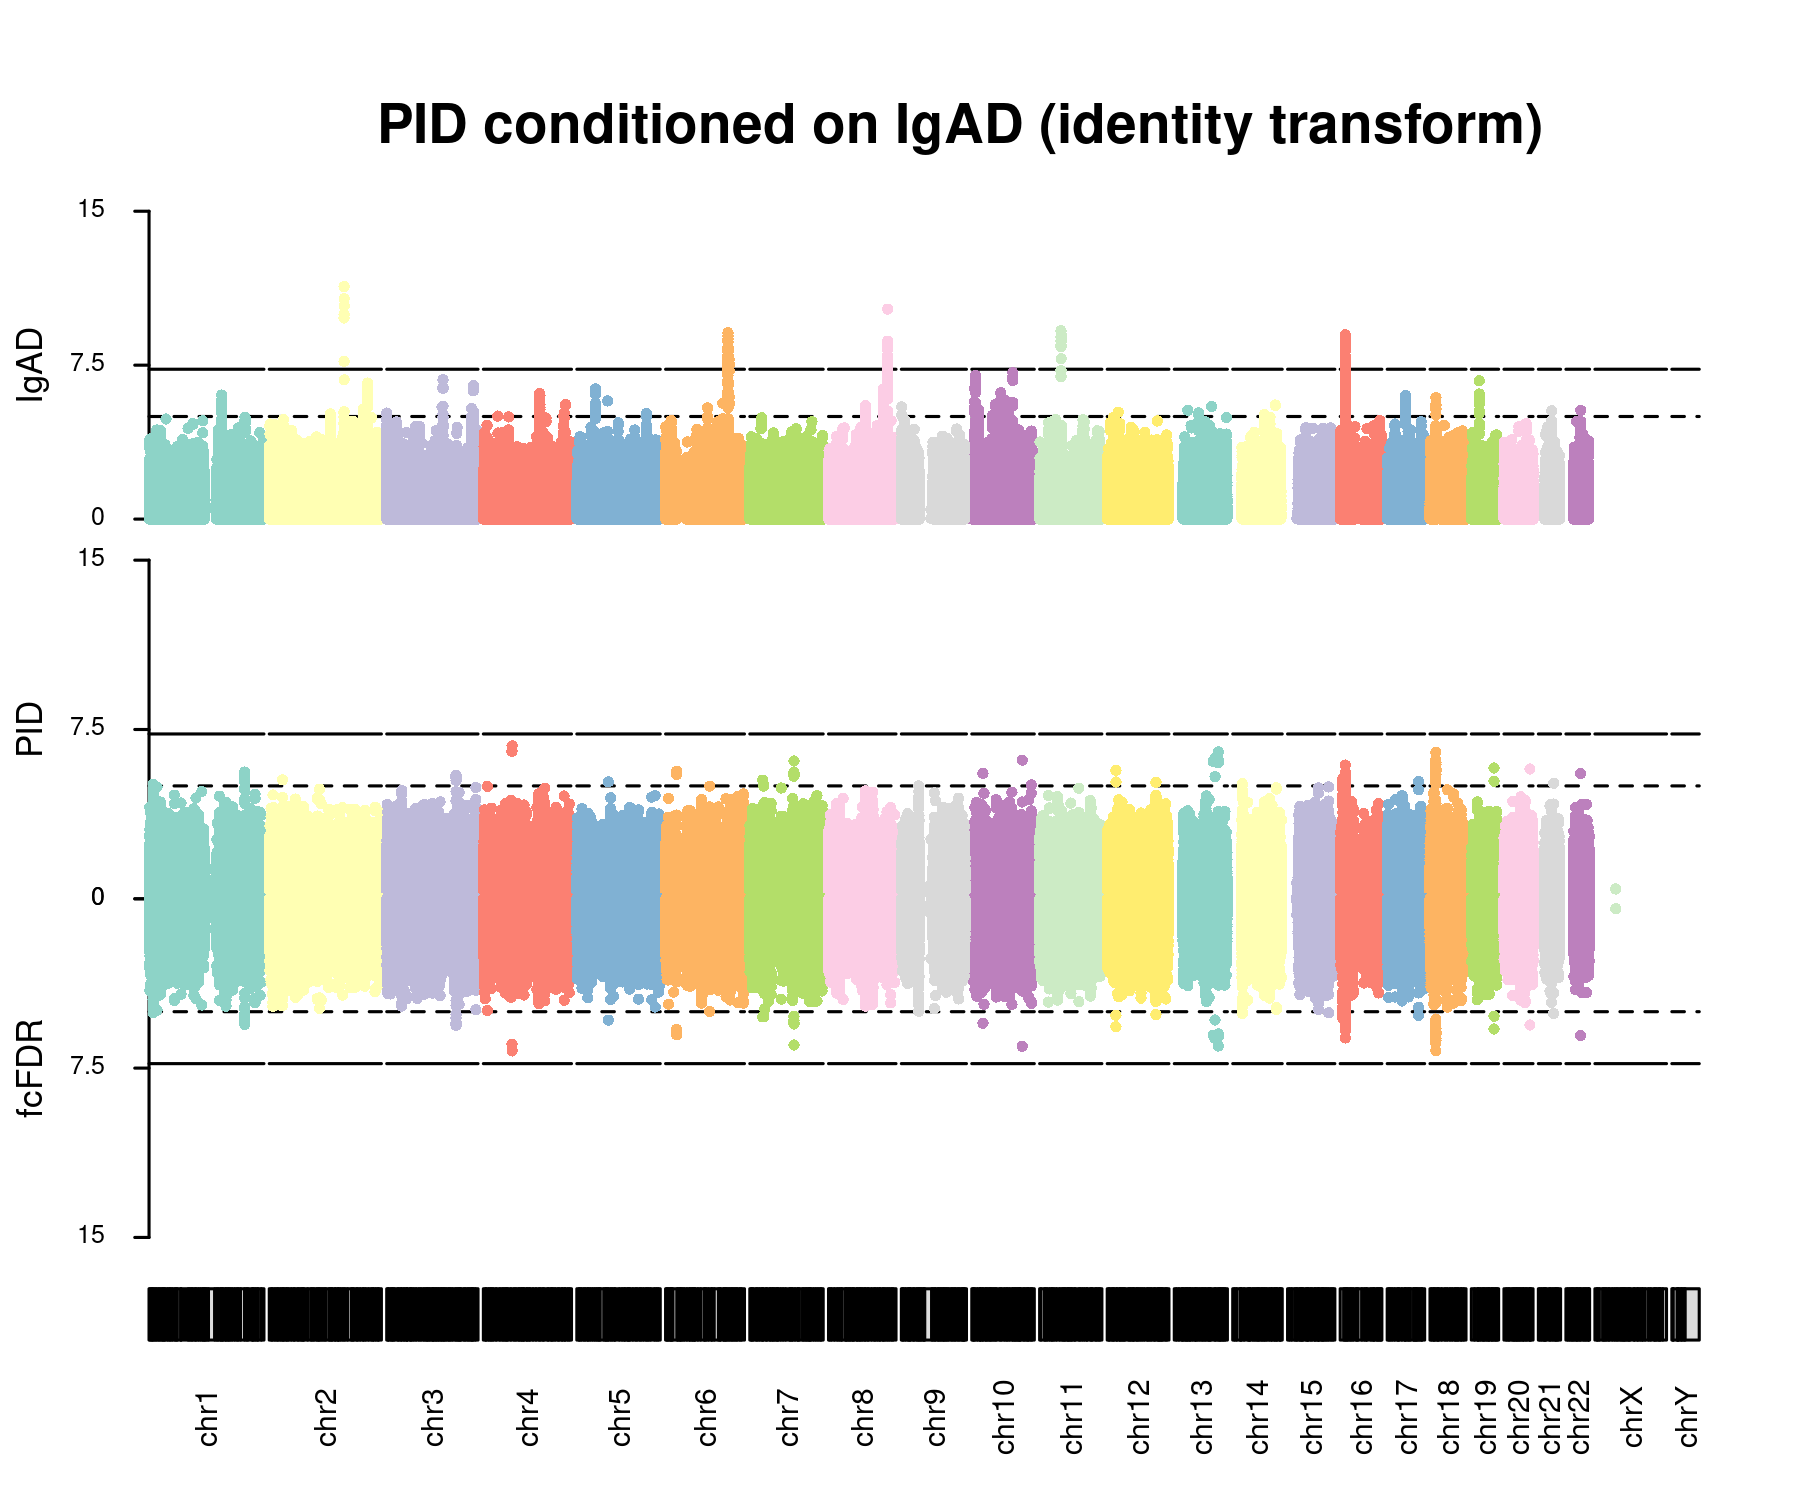 PID conditioned on IgAD (identity transform)
15
7.5
0
IgAD
15
7.5
0
PID
7.5
15
fcFDR
chr1
chr2
chr3
chr4
chr5
chr6
chr7
chr8
chr9
chr10
chr11
chr12
chr13
chr14
chr15
chr16
chr17
chr18
chr19
chr20
chr21
chr22
chrX
chrY